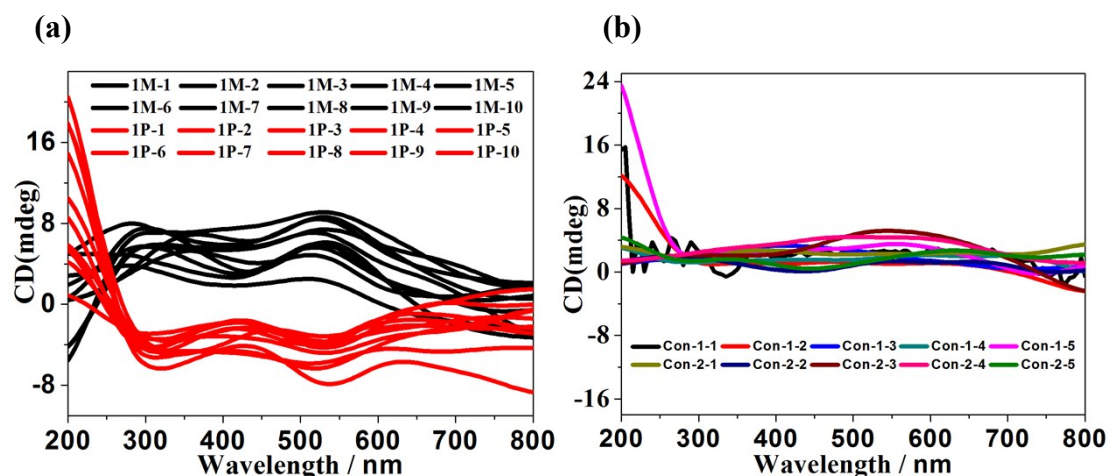 (a)
(b)
1M-1 1M-2 1M-3 1M-4 1M-5
1M-6 1M-7 1M-8 1M-9 1M-10
1P-1 1P-2 1P-3 1P-4 1P-5
1P-6 1P-7 1P-8 1P-9 1P-10
CD(mdeg)
16
8
0
-8
200 300 400 500 600 700 800
Wavelength / nm
CD(mdeg)
24
16
8
0
-8
-16
Con-1-1 Con-1-2 Con-1-3 Con-1-4 Con-1-5
Con-2-1 Con-2-2 Con-2-3 Con-2-4 Con-2-5
200 300 400 500 600 700 800
Wavelength / nm